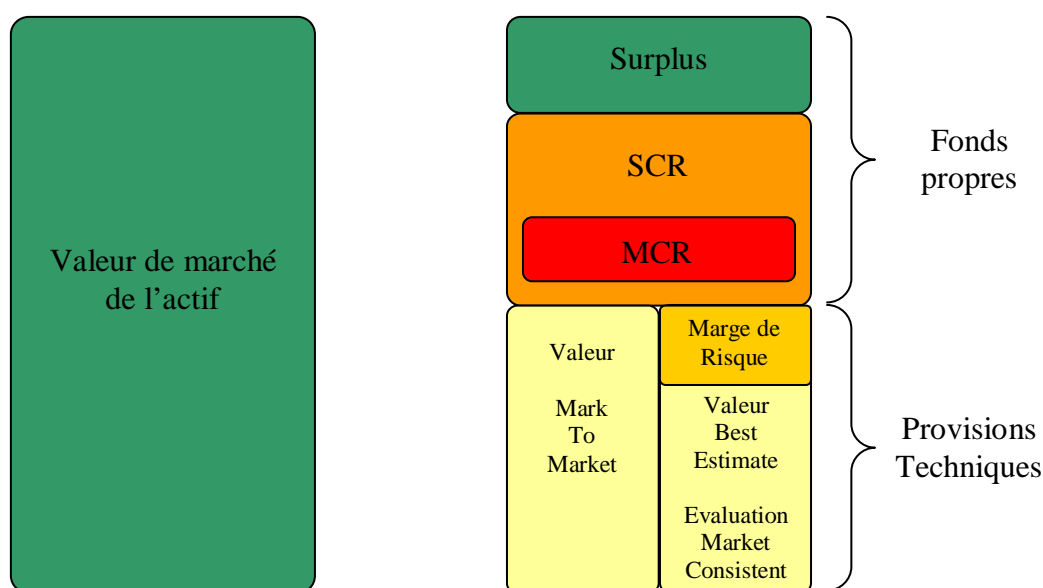 Valeur de marché
de l’actif
Surplus
SCR
MCR
Fonds
propres
Valeur
Mark
To
Market
Marge de
Risque
Valeur
Best
Estimate
Evaluation
Market
Consistent
Provisions
Techniques